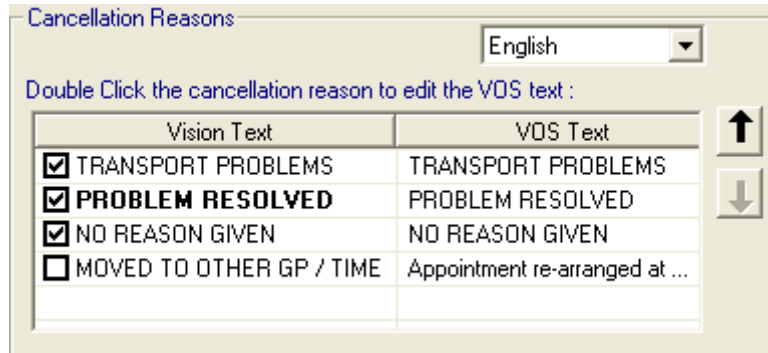 Cancellation Reasons
English
Double Click the cancellation reason to edit the VOS text :
Vision Text VOS Text
TRANSPORT PROBLEMS TRANSPORT PROBLEMS
PROBLEM RESOLVED PROBLEM RESOLVED
NO REASON GIVEN NO REASON GIVEN
MOVED TO OTHER GP / TIME Appointment re-arranged at ...